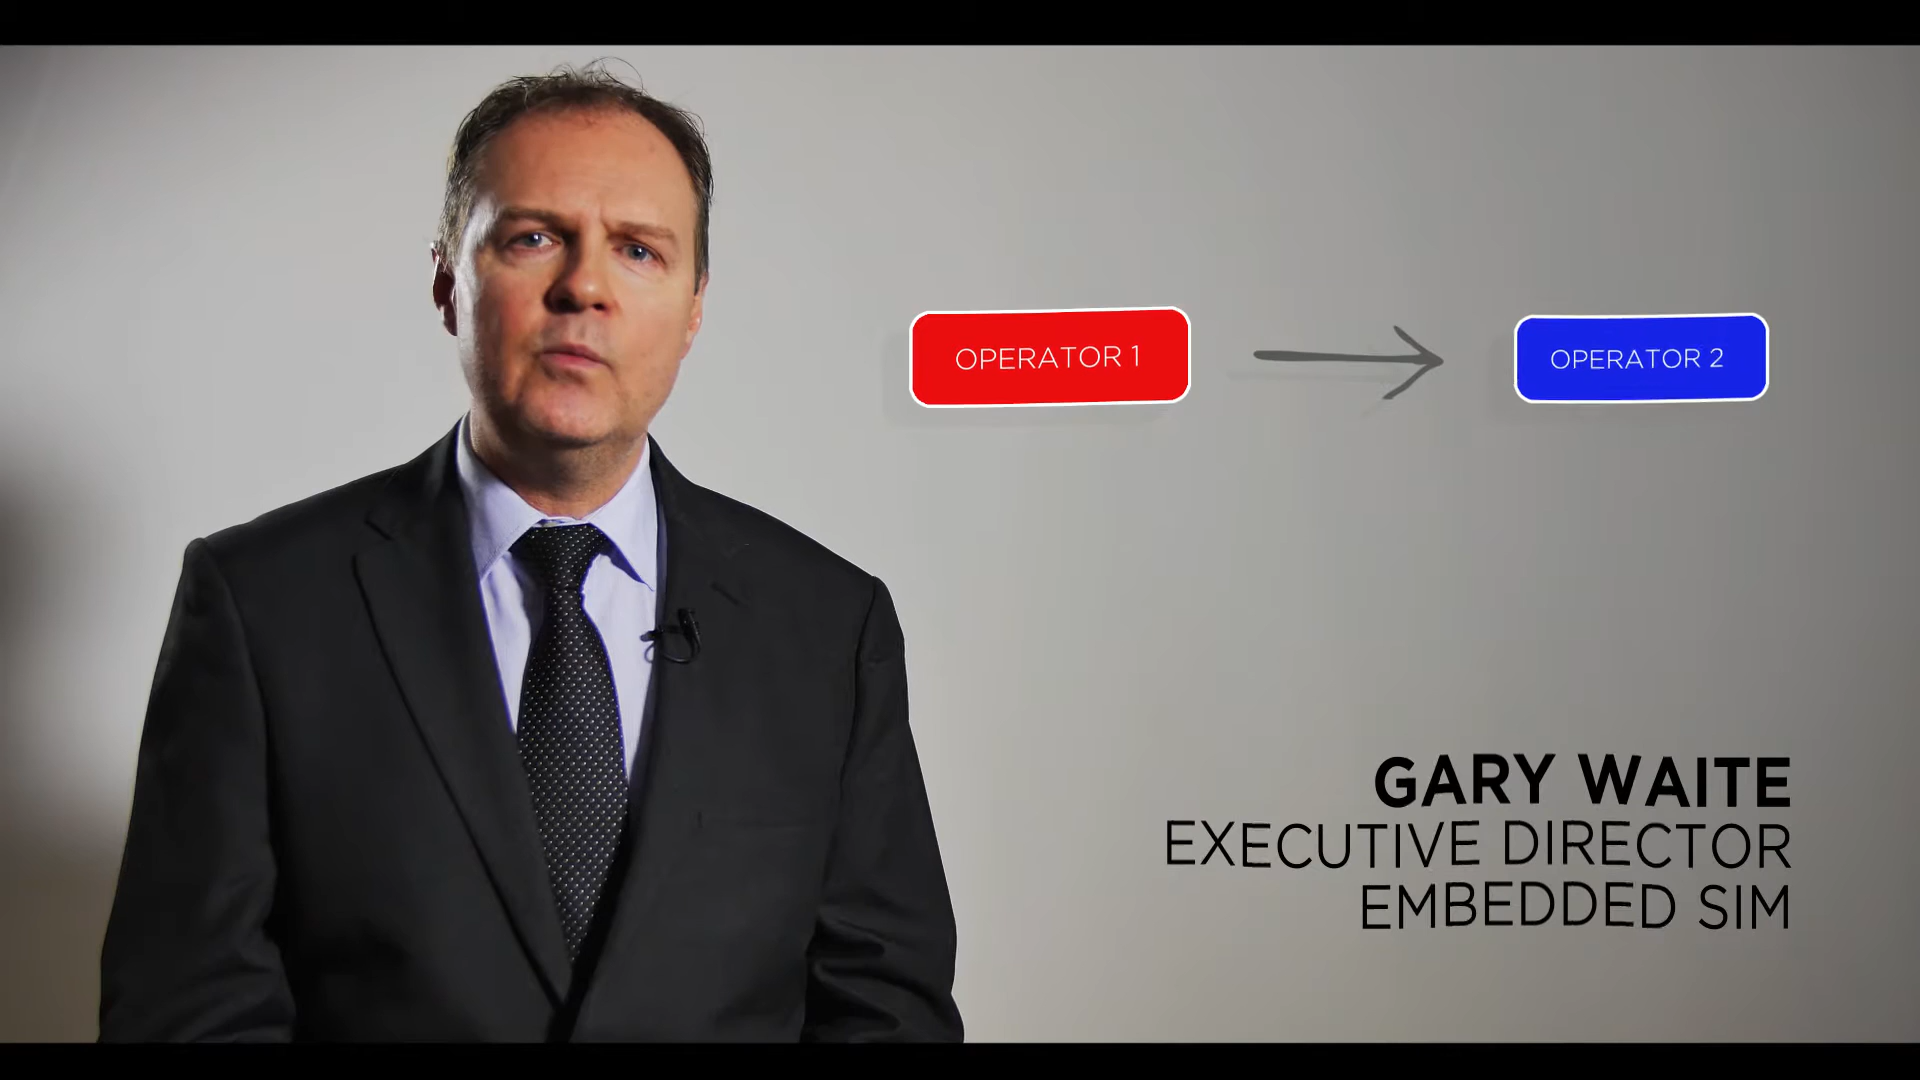 OPERATOR 1
OPERATOR 2
GARY WAITE
EXECUTIVE DIRECTOR
EMBEDDED SIM